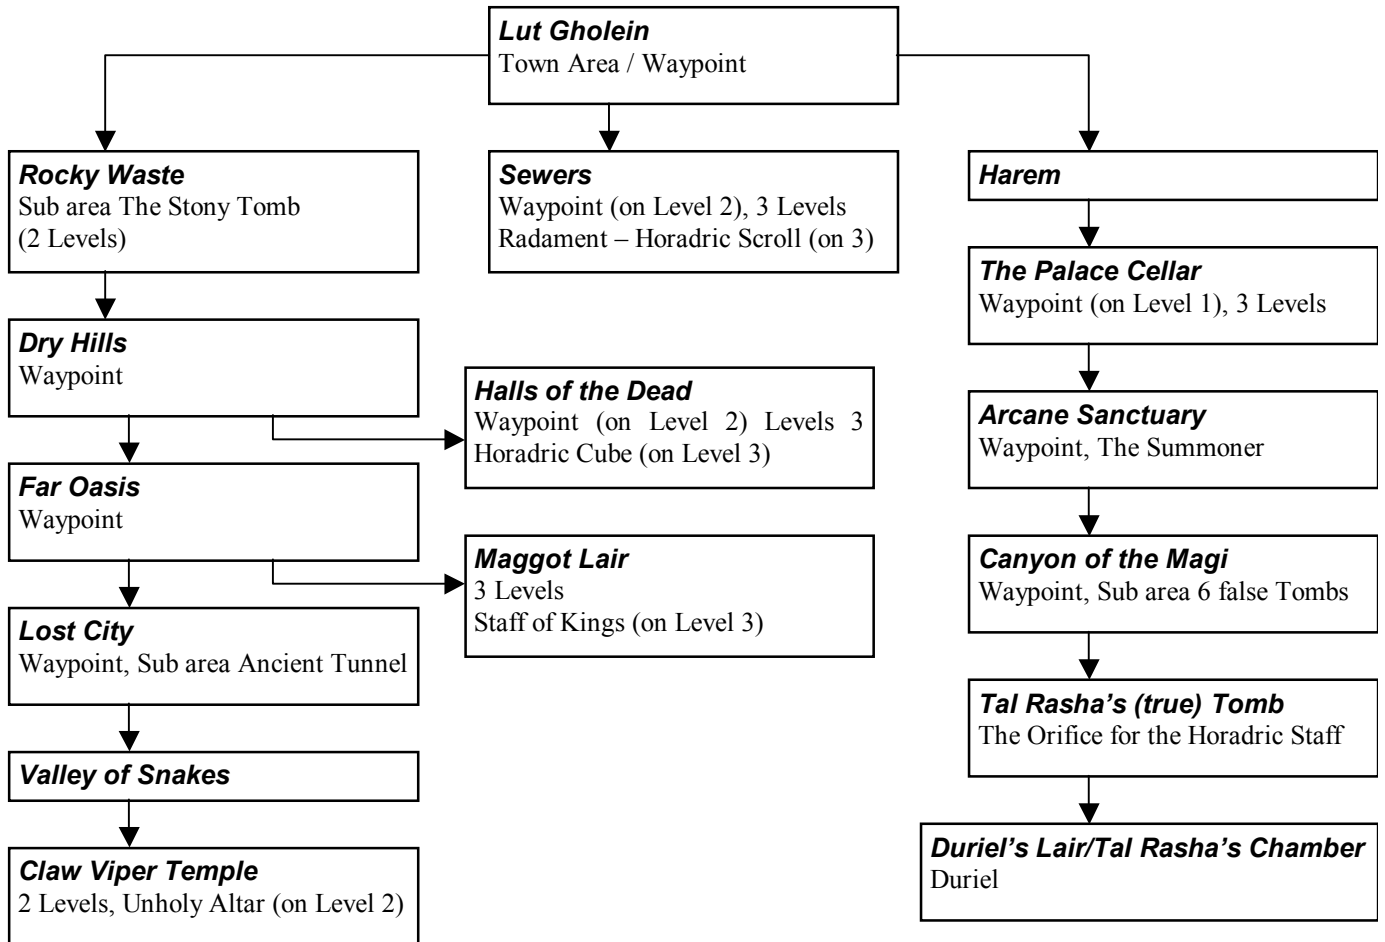 Lut Gholein
Town Area / Waypoint
Rocky Waste
Sub area The Stony Tomb
(2 Levels)
Sewers
Waypoint (on Level 2), 3 Levels
Radament – Horadric Scroll (on 3)
Harem
The Palace Cellar
Waypoint (on Level 1), 3 Levels
Dry Hills
Waypoint
Halls of the Dead
Waypoint (on Level 2) Levels 3
Horadric Cube (on Level 3)
Arcane Sanctuary
Waypoint, The Summoner
Far Oasis
Waypoint
Maggot Lair
3 Levels
Staff of Kings (on Level 3)
Canyon of the Magi
Waypoint, Sub area 6 false Tombs
Lost City
Waypoint, Sub area Ancient Tunnel
Tal Rasha’s (true) Tomb
The Orifice for the Horadric Staff
Valley of Snakes
Claw Viper Temple
2 Levels, Unholy Altar (on Level 2)
Duriel’s Lair/Tal Rasha’s Chamber
Duriel